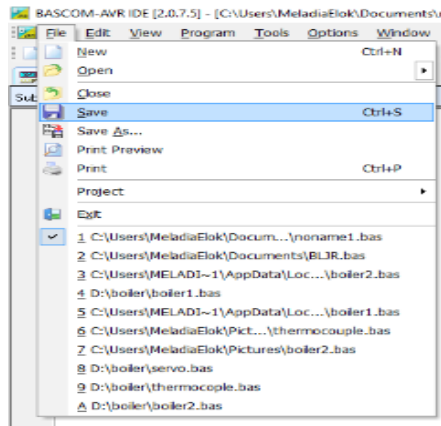 BASCOM-AVR IDE [2.0.7.5] - [C:\Users\MeladiaElok\Documents\
File Edit View Program Tools Options Window
New Ctrl+N
Open
Close
Sub
Save Ctrl+S
Save As...
Print Preview
Print Ctrl+P
Project
Exit
1 C:\Users\MeladiaElok\Docum...\noname1.bas
2 C:\Users\MeladiaElok\Documents\BLJR.bas
3 C:\Users\MELADI~1\AppData\Loc...\boiler2.bas
4 D:\boiler\boiler1.bas
5 C:\Users\MELADI~1\AppData\Loc...\boiler1.bas
6 C:\Users\MeladiaElok\Pict...\thermocouple.bas
7 C:\Users\MeladiaElok\Pictures\boiler2.bas
8 D:\boiler\servo.bas
9 D:\boiler\thermocople.bas
A D:\boiler\boiler2.bas